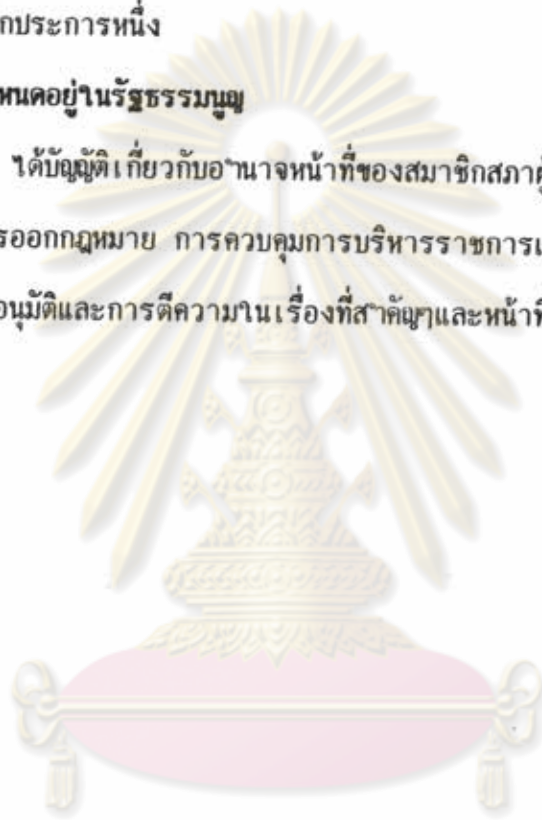 กประการหนึ่ง
หนดอยู่ในรัฐธรรมนูญ
ได้บัญญัติเกี่ยวกับอำนาจหน้าที่ของสมาชิกสภาผู้
รออกกฎหมาย การควบคุมการบริหารราชการแ
อนุมัติและการตีความในเรื่องที่สำคัญๆและหน้าที่